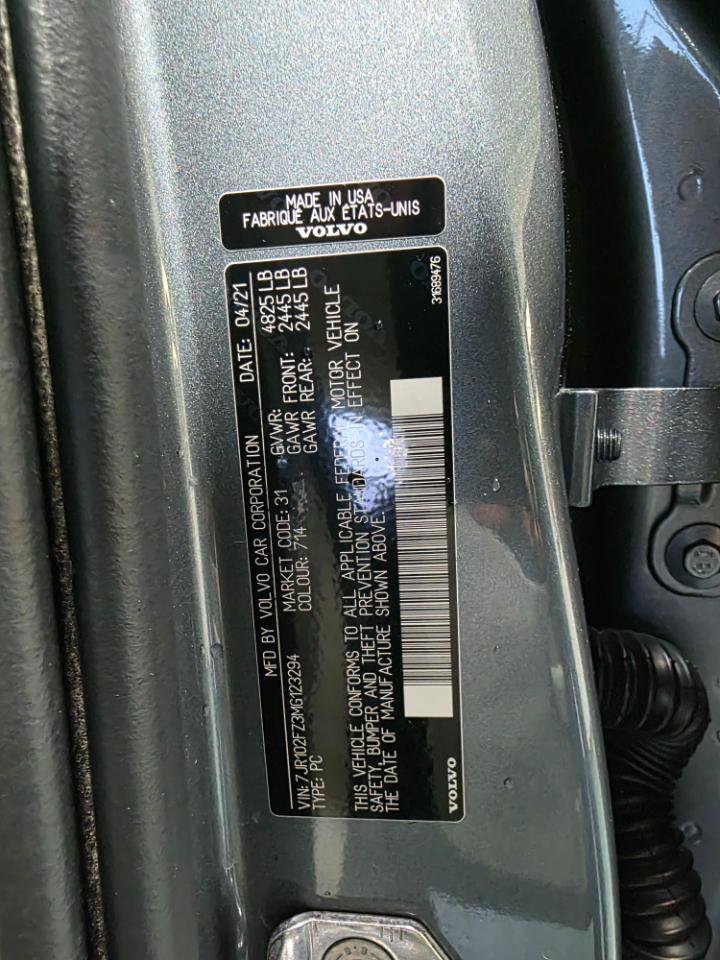 MADE IN USA
FABRIQUÉ AUX ÉTATS-UNIS
VOLVO
MFD BY VOLVO CAR CORPORATION DATE: 04/21
VIN: 7JR102FZ3MG123294 MARKET CODE: 31 GVWR: 4825 LB
TYPE: PC COLOUR: 714 GAWR FRONT: 2445 LB
GAWR REAR: 2445 LB
THIS VEHICLE CONFORMS TO ALL APPLICABLE FEDERAL MOTOR VEHICLE
SAFETY, BUMPER AND THEFT PREVENTION STANDARDS IN EFFECT ON
THE DATE OF MANUFACTURE SHOWN ABOVE.
VOLVO 31689476